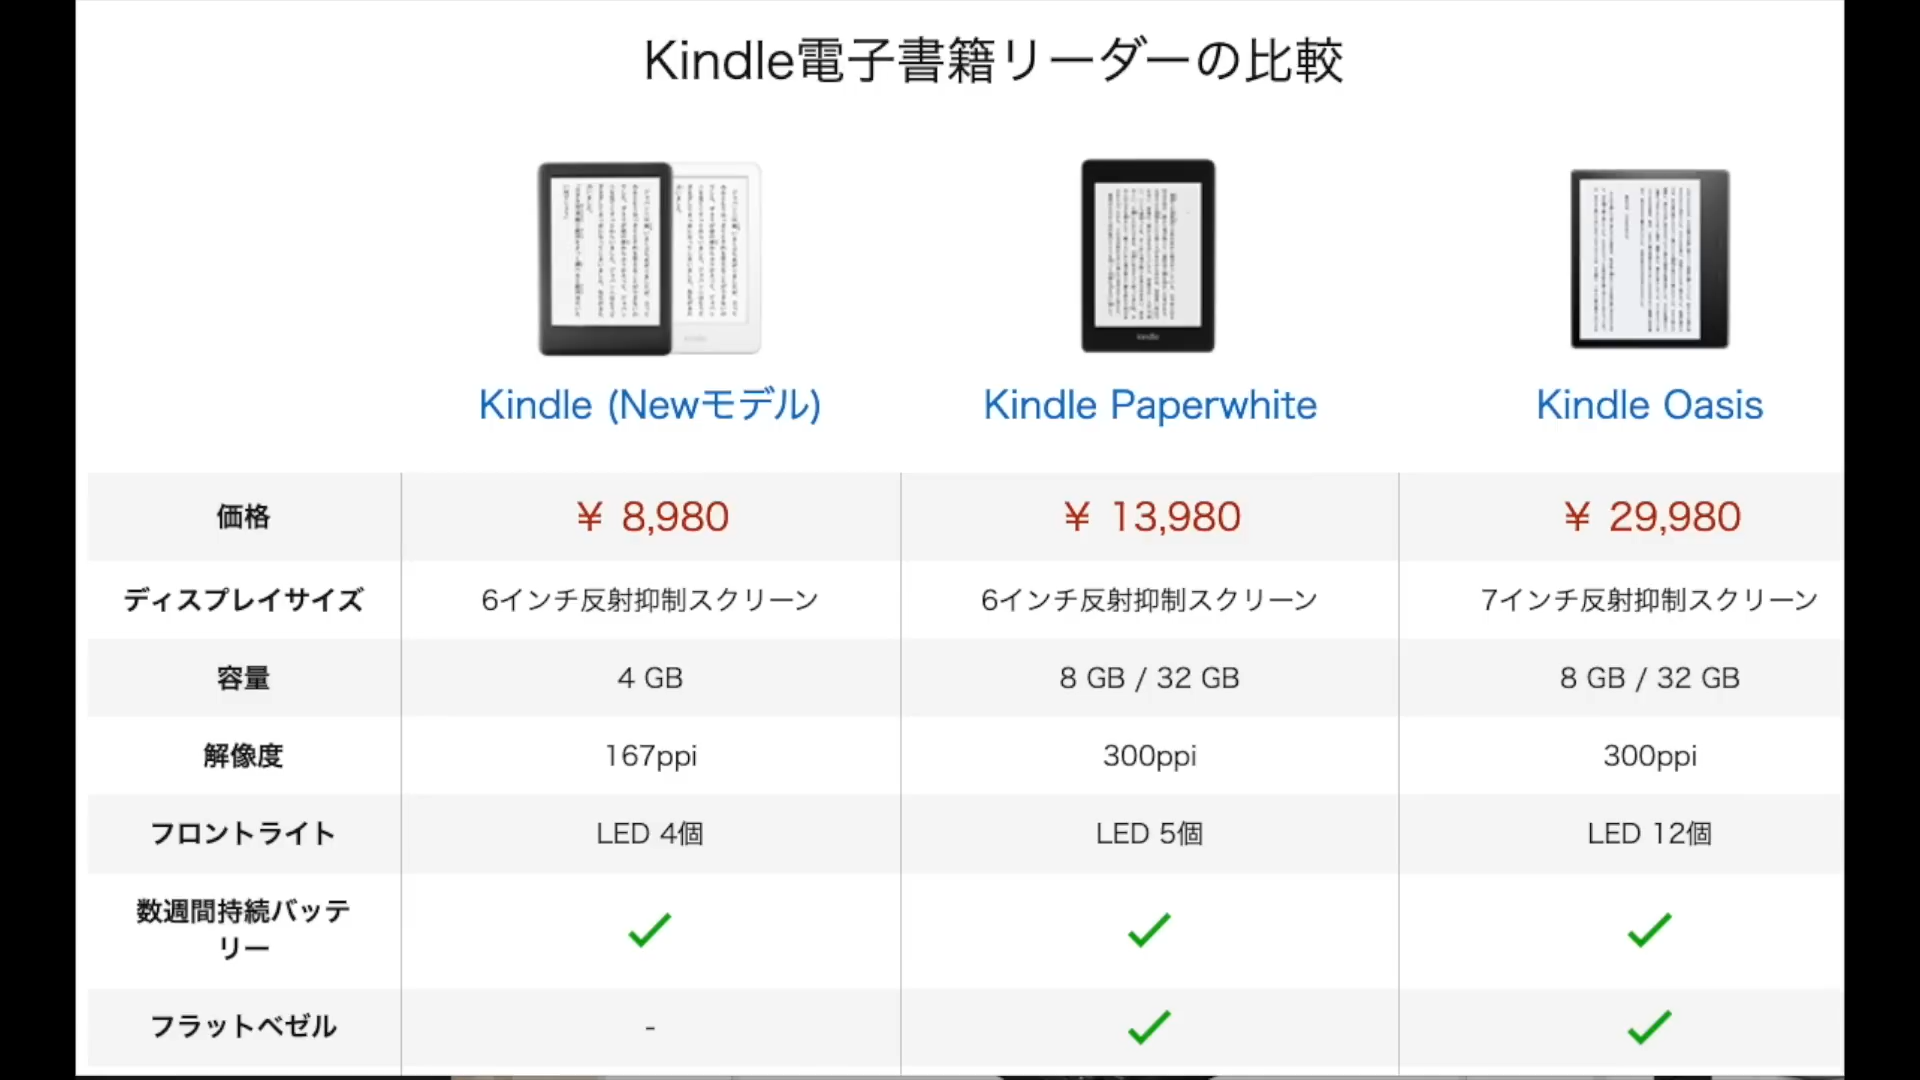 Kindle電子書籍リーダーの比較
kindle
Kindle (Newモデル)
Kindle Paperwhite
Kindle Oasis
価格
¥ 8,980
¥ 13,980
¥ 29,980
ディスプレイサイズ
6インチ反射抑制スクリーン
6インチ反射抑制スクリーン
7インチ反射抑制スクリーン
容量
4 GB
8 GB / 32 GB
8 GB / 32 GB
解像度
167ppi
300ppi
300ppi
フロントライト
LED 4個
LED 5個
LED 12個
数週間持続バッテ
リー
フラットベゼル
-